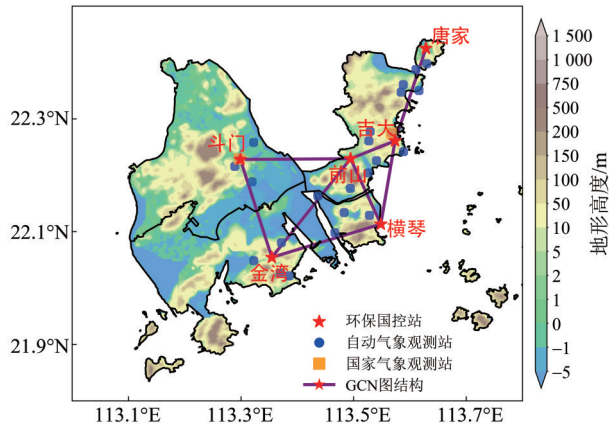 唐家
22.3°N
斗门
吉大
前山
22.1°N
横琴
金湾
21.9°N
环保国控站
自动气象观测站
国家气象观测站
GCN图结构
113.1°E 113.3°E 113.5°E 113.7°E
1 500
1 000
750
500
200
150
100
50
10
5
2
1
0
−1
−5
地形高度/m